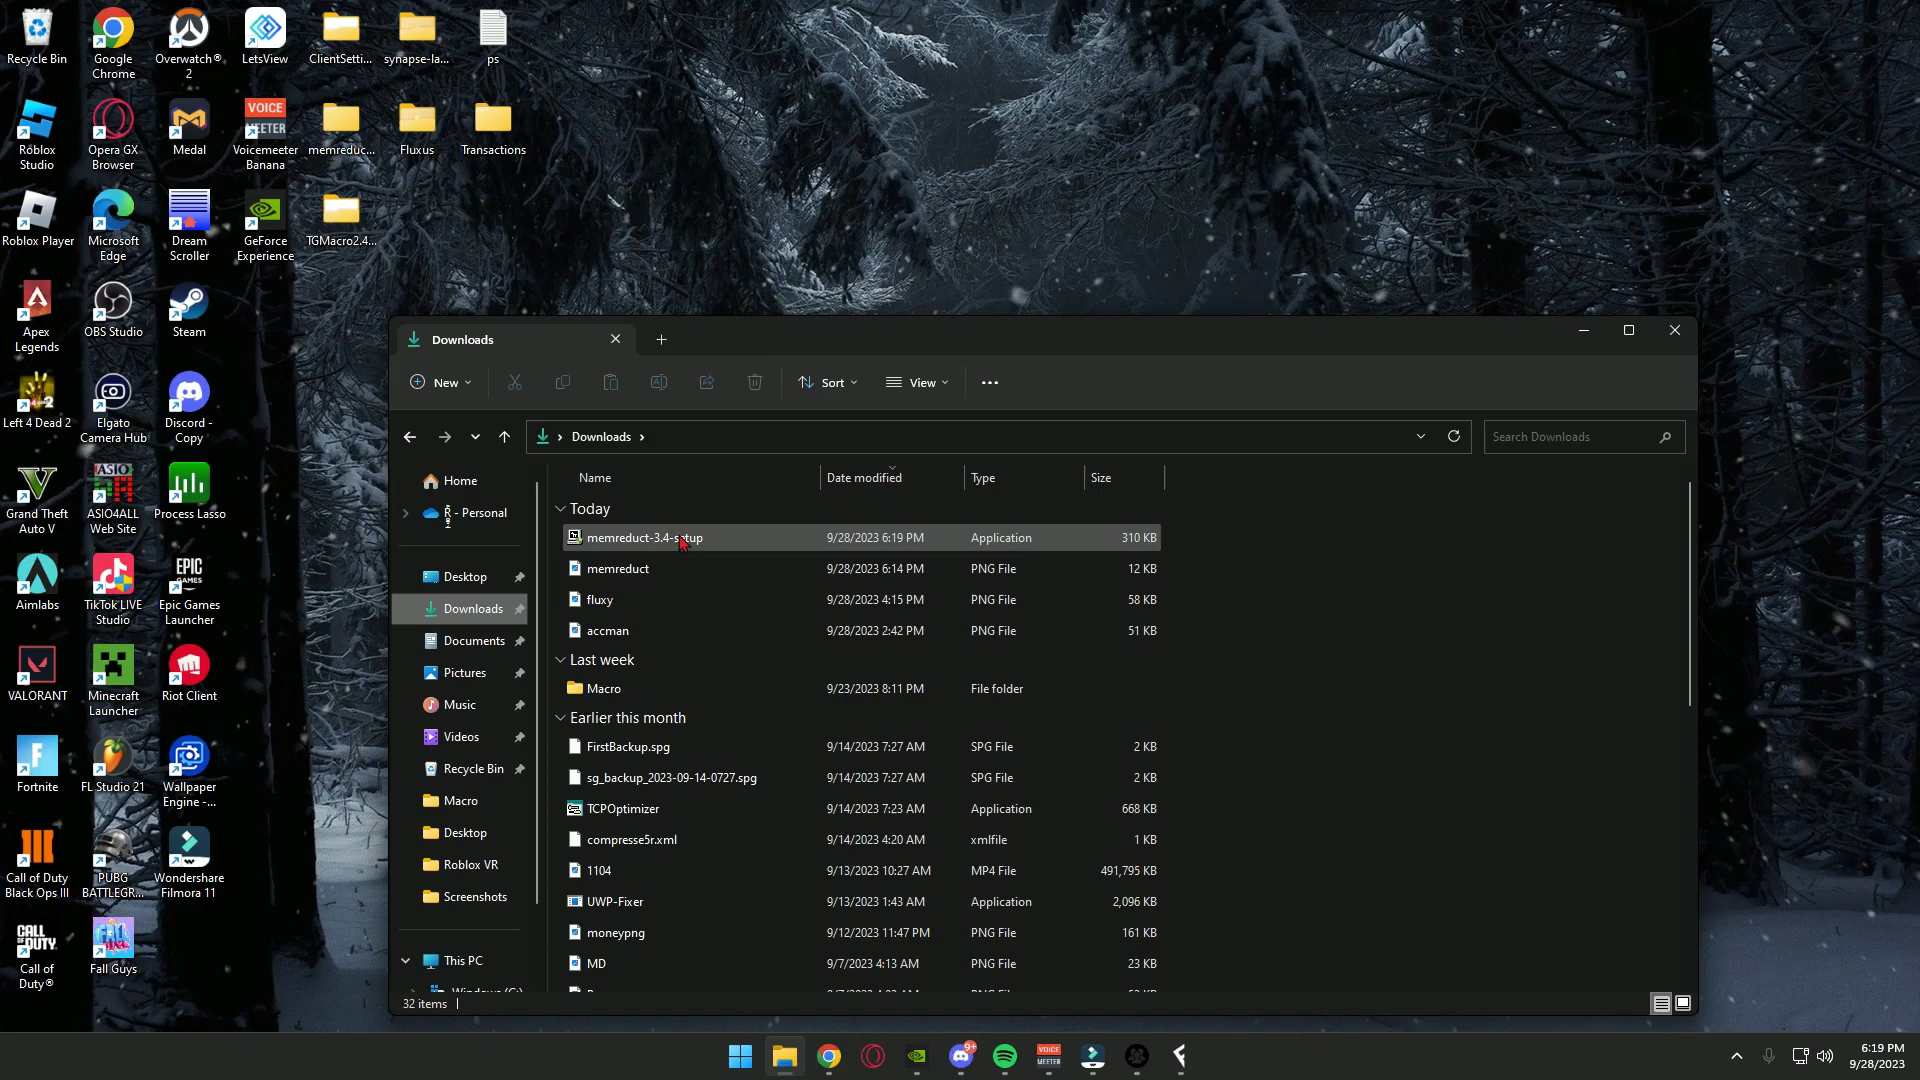 Recycle Bin
Google
Chrome
Overwatch®
2
LetsView
ClientSetti...
synapse-la...
ps
Roblox
Studio
Opera GX
Browser
Medal
VOICE
MEETER
Voicemeeter
Banana
memreduc...
Fluxus
Transactions
Roblox Player
Microsoft
Edge
Dream
Scroller
GeForce
Experience
TGMacro2.4...
Apex
Legends
OBS Studio
Steam
Left 4 Dead 2
Elgato
Camera Hub
Discord -
Copy
Grand Theft
Auto V
ASIO
ASIO4ALL
Web Site
Process Lasso
Aimlabs
TikTok LIVE
Studio
EPIC
GAMES
Epic Games
Launcher
VALORANT
Minecraft
Launcher
Riot Client
Fortnite
FL Studio 21
Wallpaper
Engine -...
Call of Duty
Black Ops III
PUBG
BATTLEGR...
Wondershare
Filmora 11
CALL
OF DUTY
Call of
Duty®
Fall Guys
Downloads
New
Sort
View
Downloads
Search Downloads
Home
- Personal
Desktop
Downloads
Documents
Pictures
Music
Videos
Recycle Bin
Macro
Desktop
Roblox VR
Screenshots
This PC
Name Date modified Type Size
Today
memreduct-3.4-setup 9/28/2023 6:19 PM Application 310 KB
memreduct 9/28/2023 6:14 PM PNG File 12 KB
fluxy 9/28/2023 4:15 PM PNG File 58 KB
accman 9/28/2023 2:42 PM PNG File 51 KB
Last week
Macro 9/23/2023 8:11 PM File folder
Earlier this month
FirstBackup.spg 9/14/2023 7:27 AM SPG File 2 KB
sg_backup_2023-09-14-0727.spg 9/14/2023 7:27 AM SPG File 2 KB
TCPOptimizer 9/14/2023 7:23 AM Application 668 KB
compresse5r.xml 9/14/2023 4:20 AM xmlfile 1 KB
1104 9/13/2023 10:27 AM MP4 File 491,795 KB
UWP-Fixer 9/13/2023 1:43 AM Application 2,096 KB
moneypng 9/12/2023 11:47 PM PNG File 161 KB
MD 9/7/2023 4:13 AM PNG File 23 KB
32 items
9+
VOICE
MEETER
6:19 PM
9/28/2023